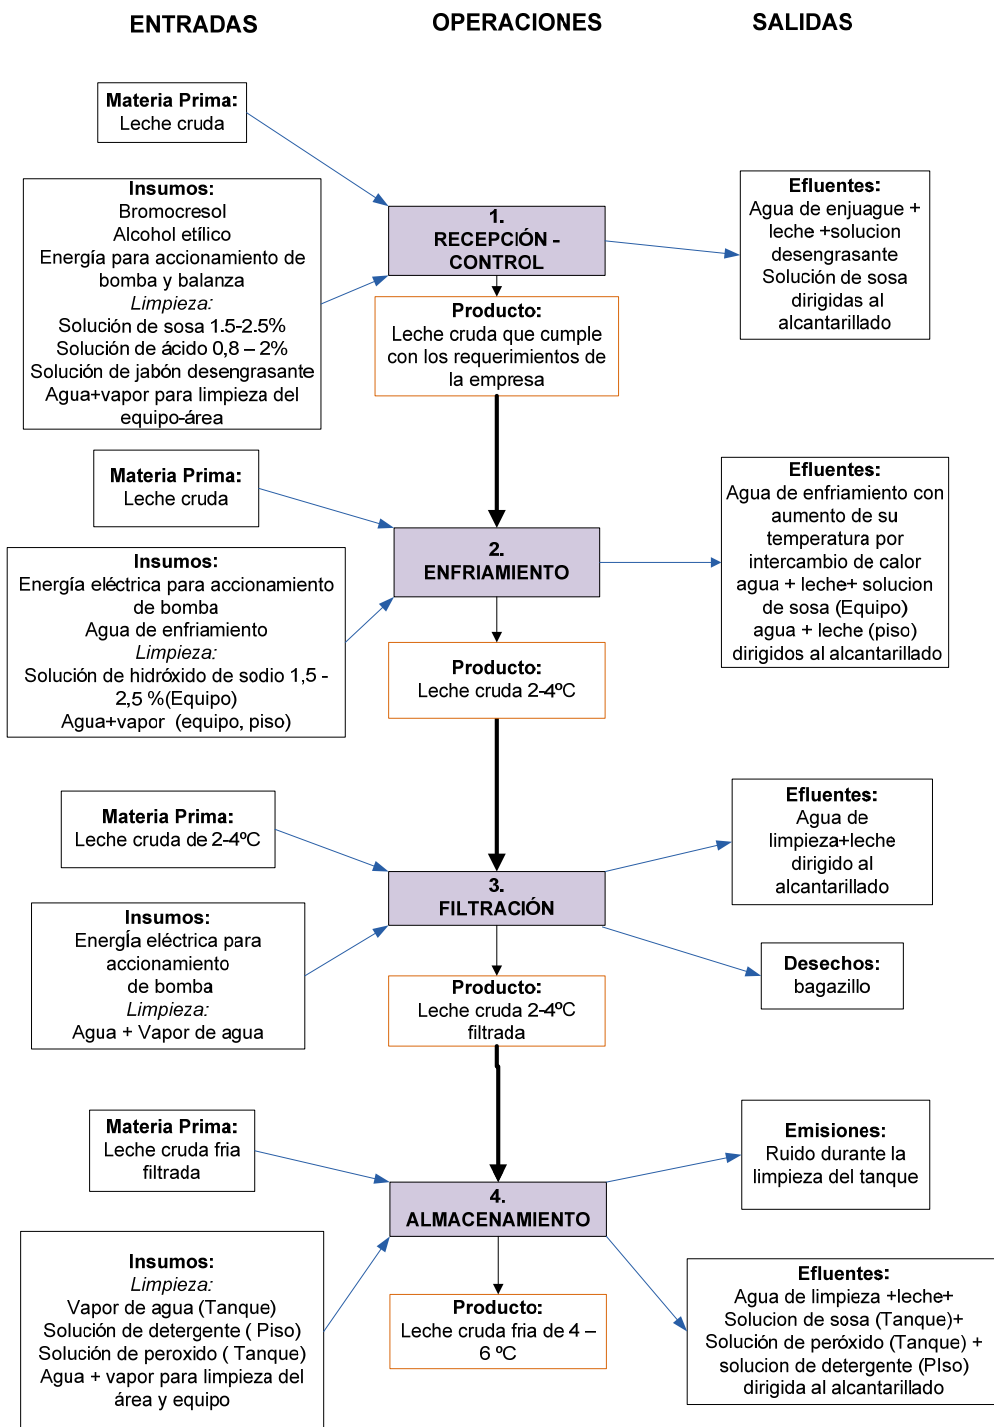 ENTRADAS
OPERACIONES
SALIDAS
Materia Prima:
Leche cruda
Insumos:
Bromocresol
Alcohol etílico
Energía para accionamiento de
bomba y balanza
Limpieza:
Solución de sosa 1.5-2.5%
Solución de ácido 0,8 – 2%
Solución de jabón desengrasante
Agua+vapor para limpieza del
equipo-área
1.
RECEPCIÓN -
CONTROL
Producto:
Leche cruda que cumple
con los requerimientos de
la empresa
Efluentes:
Agua de enjuague +
leche +solucion
desengrasante
Solución de sosa
dirigidas al
alcantarillado
Materia Prima:
Leche cruda
Insumos:
Energía eléctrica para accionamiento
de bomba
Agua de enfriamiento
Limpieza:
Solución de hidróxido de sodio 1,5 -
2,5 %(Equipo)
Agua+vapor (equipo, piso)
2.
ENFRIAMIENTO
Producto:
Leche cruda 2-4ºC
Efluentes:
Agua de enfriamiento con
aumento de su
temperatura por
intercambio de calor
agua + leche+ solucion
de sosa (Equipo)
agua + leche (piso)
dirigidos al alcantarillado
Materia Prima:
Leche cruda de 2-4ºC
Insumos:
EnergÍa eléctrica para
accionamiento
de bomba
Limpieza:
Agua + Vapor de agua
3.
FILTRACIÓN
Producto:
Leche cruda 2-4ºC
filtrada
Efluentes:
Agua de
limpieza+leche
dirigido al
alcantarillado
Desechos:
bagazillo
Materia Prima:
Leche cruda fria
filtrada
Insumos:
Limpieza:
Vapor de agua (Tanque)
Solución de detergente ( Piso)
Solución de peroxido ( Tanque)
Agua + vapor para limpieza del
área y equipo
4.
ALMACENAMIENTO
Producto:
Leche cruda fria de 4 –
6 ºC
Emisiones:
Ruido durante la
limpieza del tanque
Efluentes:
Agua de limpieza +leche+
Solucion de sosa (Tanque)+
Solución de peróxido (Tanque) +
solucion de detergente (PIso)
dirigida al alcantarillado